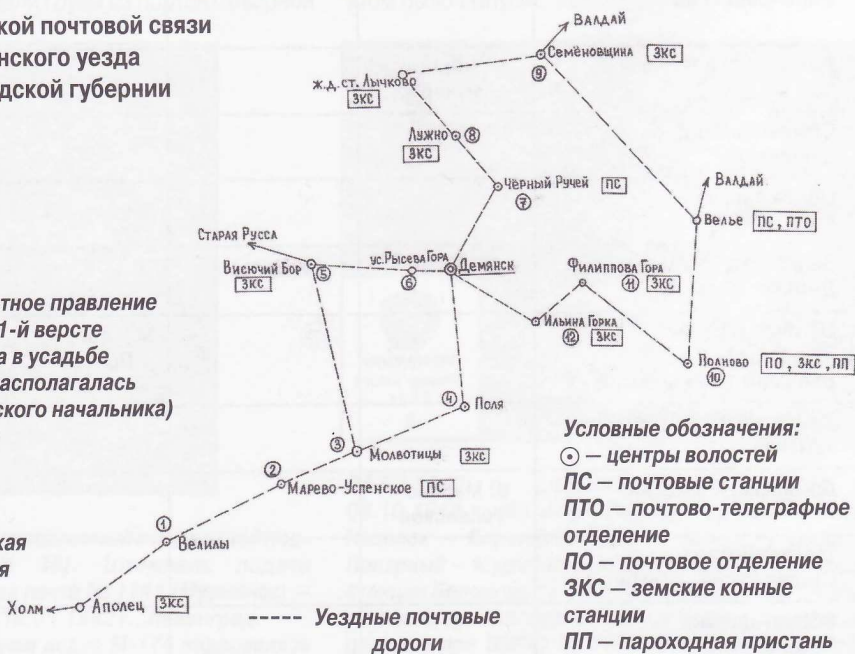 кой почтовой связи
нского уезда
дской губернии
ВАЛДАЙ
СЕМЁНОВЩИНА ЗКС
⑨
Ж.Д. СТ. ЛЫЧКОВО
ЗКС
ЛУЖНО ⑧
ЗКС
ЧЁРНЫЙ РУЧЕЙ ПС
⑦
ВАЛДАЙ
ВЕЛЬЕ ПС, ПТО
СТАРАЯ РУССА
ВИСЮЧИЙ БОР ⑤
ЗКС
УС. РЫСЕВА ГОРА
⑥
ДЕМЯНСК
ФИЛИППОВА ГОРА
⑪ ЗКС
ИЛЬИНА ГОРКА
⑫ ЗКС
ПОЛНОВО ПО, ЗКС, ПП
⑩
тное правление
1-й версте
а в усадьбе
располагалась
ского начальника)
④ ПОЛЯ
③ МОЛВОТИЦЫ ЗКС
② МАРЕВО-УСПЕНСКОЕ ПС
① ВЕЛИЛЫ
кая
я
ХОЛМ АПОЛЕЦ ЗКС
Уездные почтовые
дороги
Условные обозначения:
— центры волостей
ПС — почтовые станции
ПТО — почтово-телеграфное
отделение
ПО — почтовое отделение
ЗКС — земские конные
станции
ПП — пароходная пристань